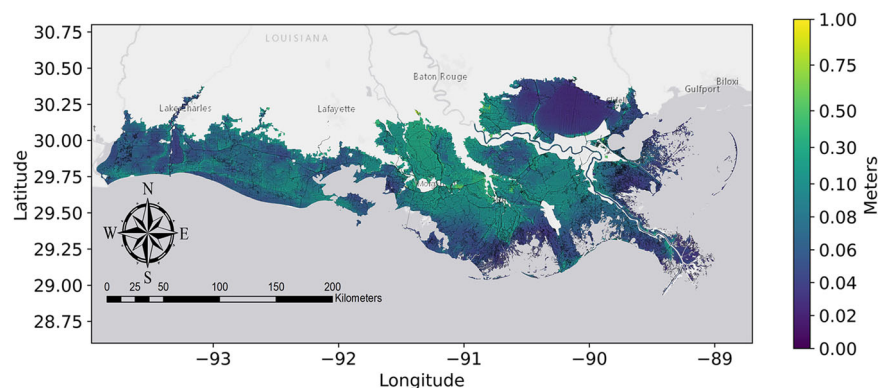 30.75
30.50
30.25
30.00
29.75
29.50
29.25
29.00
28.75
Latitude
LOUISIANA
Baton Rouge
Biloxi
Gulfport
Lake Charles
Lafayette
N
W E
S
0 25 50 100 150 200
Kilometers
−93 −92 −91 −90 −89
Longitude
1.00
0.75
0.50
0.30
0.10
0.08
0.06
0.04
0.02
0.00
Meters